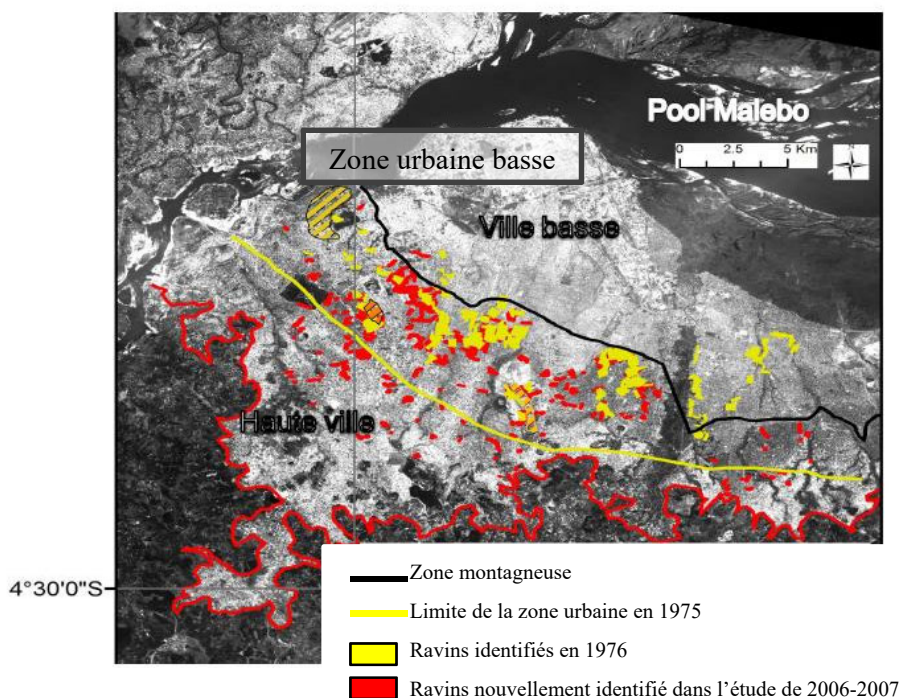 Pool Malebo
0 2.5 5 Km
Zone urbaine basse
Ville basse
Haute ville
4°30'0"S
Zone montagneuse
Limite de la zone urbaine en 1975
Ravins identifiés en 1976
Ravins nouvellement identifié dans l'étude de 2006-2007